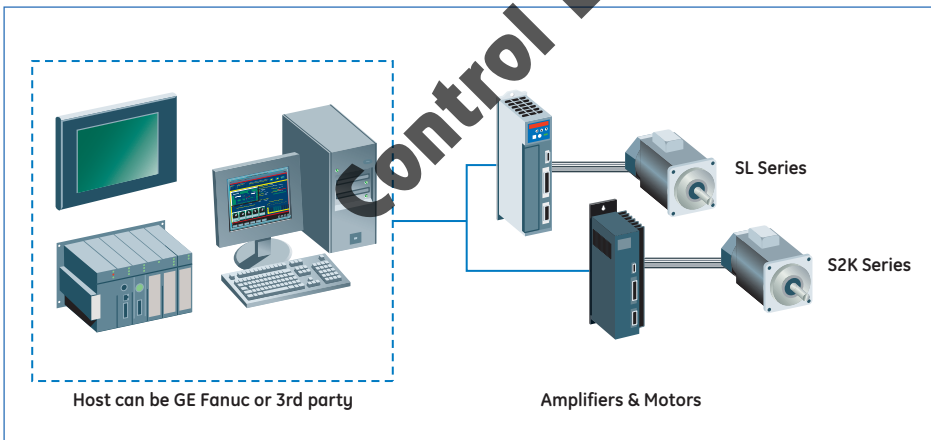 Control
SL Series
S2K Series
Host can be GE Fanuc or 3rd party
Amplifiers & Motors